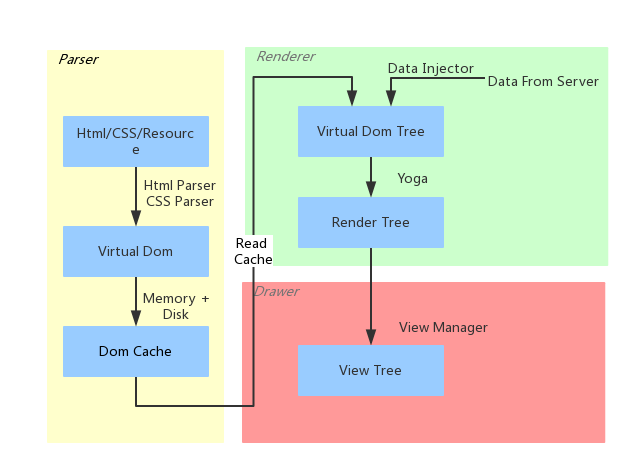 Parser
Html/CSS/Resourc
e
Html Parser
CSS Parser
Virtual Dom
Memory +
Disk
Dom Cache
Read
Cache
Renderer
Data Injector
Data From Server
Virtual Dom Tree
Yoga
Render Tree
Drawer
View Manager
View Tree